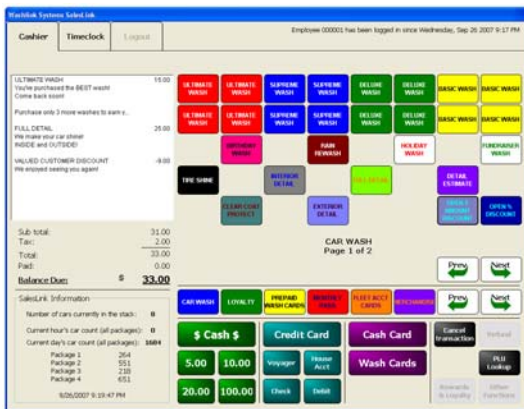 Washlink Systems SalesLink
Cashier Timeclock Logout
Employee 000001 has been logged in since Wednesday, Sep 26 2007 9:17 PM
ULTIMATE WASH 15.00
You've purchased the BEST wash!
Come back soon!
Purchase only 3 more washes to earn y..
FULL DETAIL 25.00
We make your car shine!
INSIDE and OUTSIDE!
VALUED CUSTOMER DISCOUNT -9.00
We enjoyed seeing you again!
Sub total: 31.00
Tax: 2.00
Total: 33.00
Paid: 0.00
Balance Due: $ 33.00
SalesLink Information
Number of cars currently in the stack: 0
Current hour's car count (all packages): 0
Current day's car count (all packages): 1684
Package 1 264
Package 2 551
Package 3 218
Package 4 651
9/26/2007 9:19:47 PM
ULTIMATE WASH ULTIMATE WASH SUPREME WASH SUPREME WASH DELUXE WASH DELUXE WASH BASIC WASH BASIC WASH
ULTIMATE WASH ULTIMATE WASH SUPREME WASH SUPREME WASH DELUXE WASH DELUXE WASH BASIC WASH BASIC WASH
BIRTHDAY WASH RAIN REWASH HOLIDAY WASH FUNDRAISER WASH
TIRE SHINE INTERIOR DETAIL FULL DETAIL DETAIL ESTIMATE
CLEAR COAT PROTECT EXTERIOR DETAIL OPEN % DISCOUNT
CAR WASH
Page 1 of 2
Prev Next
CAR WASH LOYALTY PREPAID WASH CARDS FLEET ACCT CARDS MERCHANDISE Prev Next
$ Cash $ Credit Card Cash Card Cancel Transaction Refund
5.00 10.00 Voyager House Acct Wash Cards PLU Lookup
20.00 100.00 Check Debit Rewards & Loyalty Other Functions